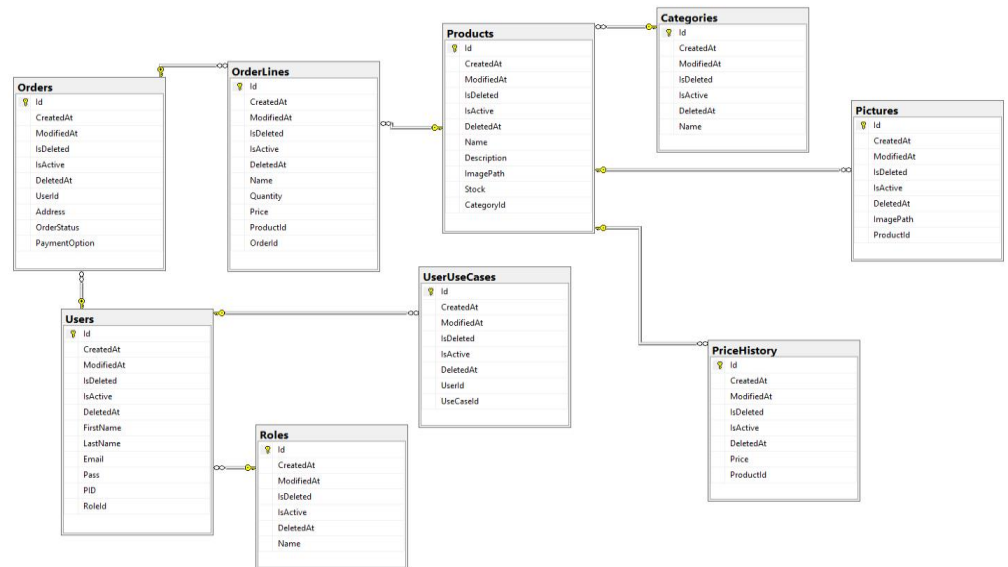 Orders
Id
CreatedAt
ModifiedAt
IsDeleted
IsActive
DeletedAt
UserId
Address
OrderStatus
PaymentOption
OrderLines
Id
CreatedAt
ModifiedAt
IsDeleted
IsActive
DeletedAt
Name
Quantity
Price
ProductId
OrderId
Products
Id
CreatedAt
ModifiedAt
IsDeleted
IsActive
DeletedAt
Name
Description
ImagePath
Stock
CategoryId
Categories
Id
CreatedAt
ModifiedAt
IsDeleted
IsActive
DeletedAt
Name
Pictures
Id
CreatedAt
ModifiedAt
IsDeleted
IsActive
DeletedAt
ImagePath
ProductId
Users
Id
CreatedAt
ModifiedAt
IsDeleted
IsActive
DeletedAt
FirstName
LastName
Email
Pass
PID
RoleId
UserUseCases
Id
CreatedAt
ModifiedAt
IsDeleted
IsActive
DeletedAt
UserId
UseCaseId
Roles
Id
CreatedAt
ModifiedAt
IsDeleted
IsActive
DeletedAt
Name
PriceHistory
Id
CreatedAt
ModifiedAt
IsDeleted
IsActive
DeletedAt
Price
ProductId